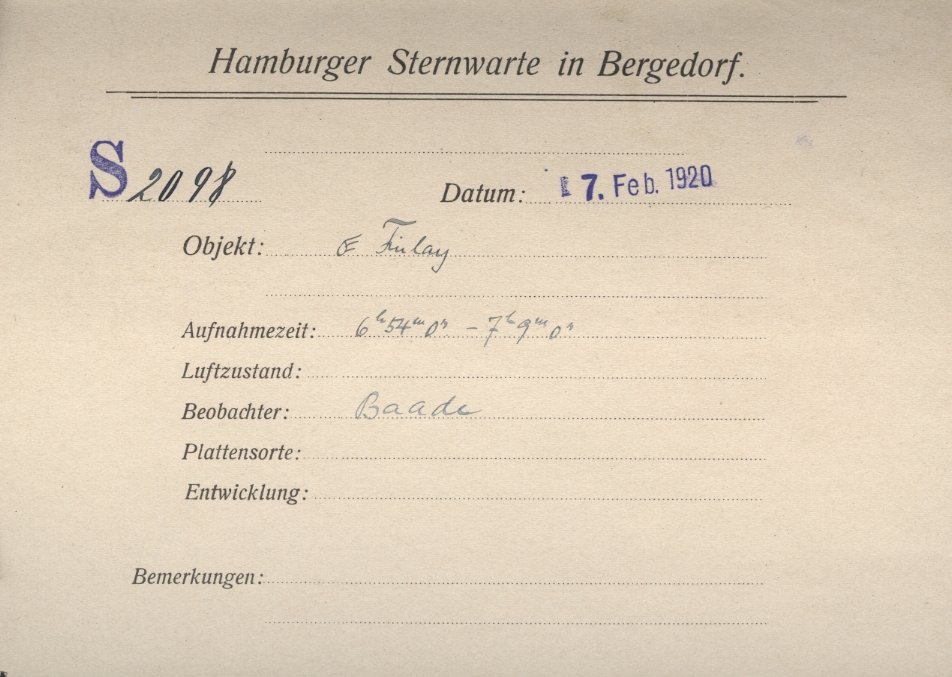 Hamburger Sternwarte in Bergedorf.
S 2098 Datum: 7. Feb. 1920
Objekt: Finlay
Aufnahmezeit: 6h 54m 0s – 7h 9m 0s
Luftzustand:
Beobachter: Baade
Plattensorte:
Entwicklung:
Bemerkungen: